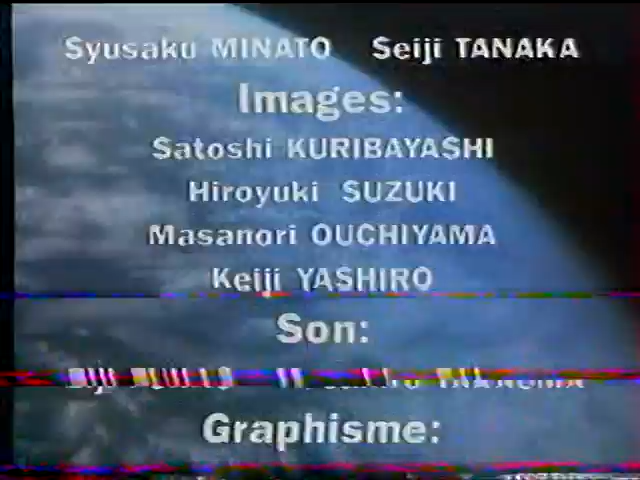 Syusaku MINATO Seiji TANAKA
Images:
Satoshi KURIBAYASHI
Hiroyuki SUZUKI
Masanori OUCHIYAMA
Keiji YASHIRO
Son:
Graphisme: